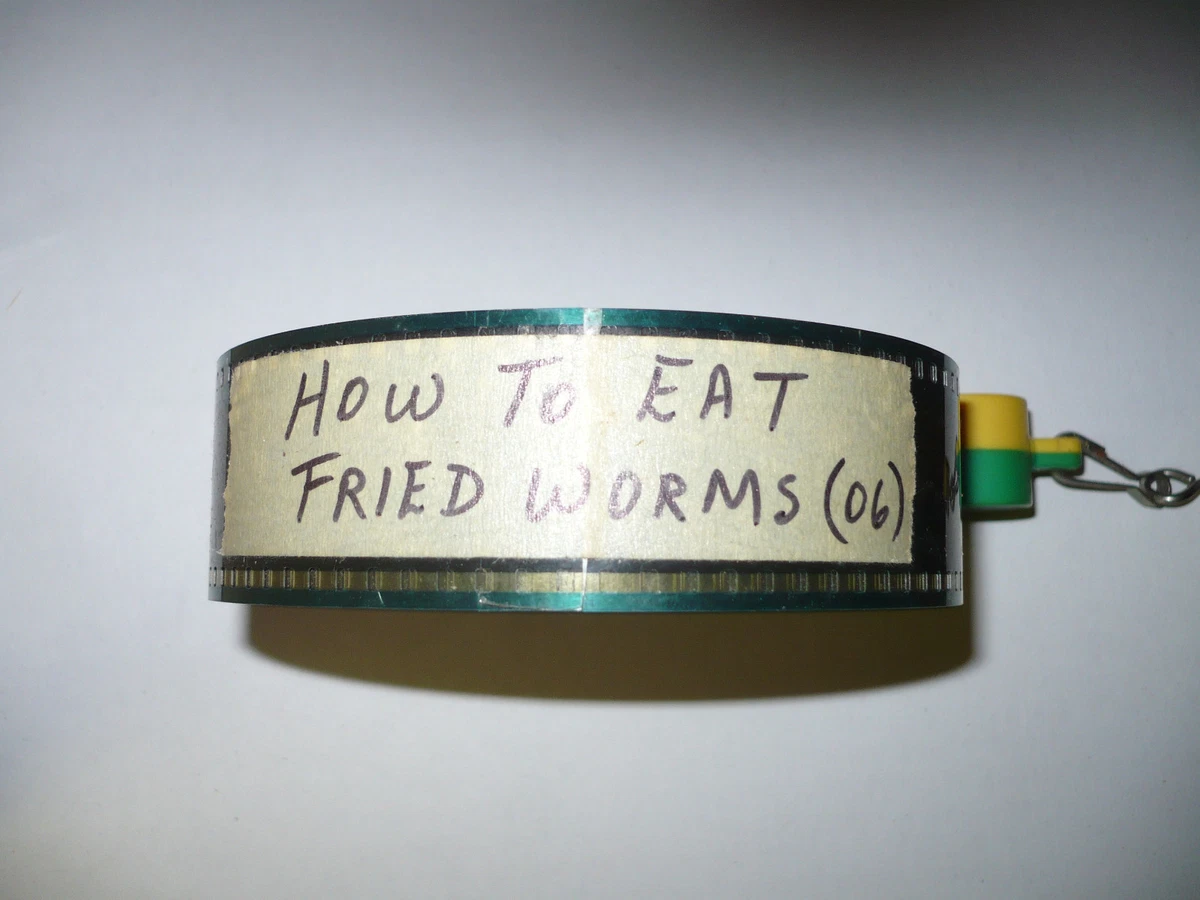 HOW TO EAT
FRIED WORMS (06)